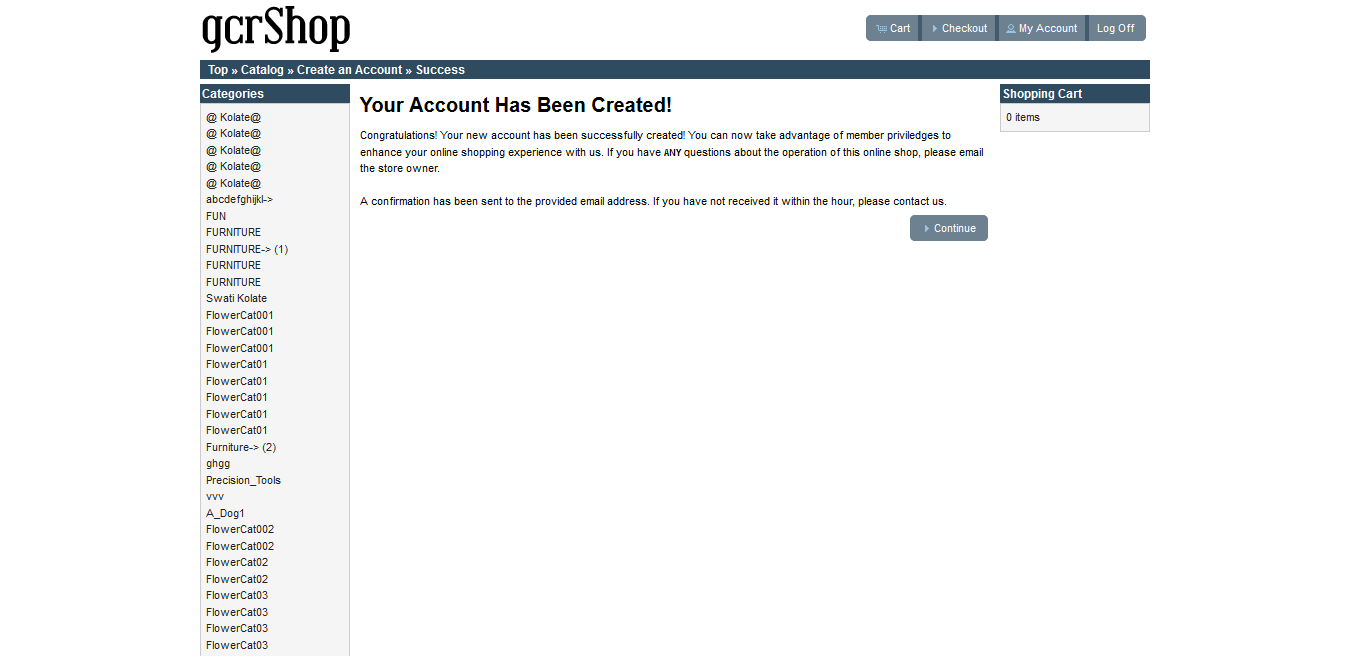 gcrShop
Cart
Checkout
My Account
Log Off
Top » Catalog » Create an Account » Success
Categories
@ Kolate@
@ Kolate@
@ Kolate@
@ Kolate@
@ Kolate@
abcdefghijkl->
FUN
FURNITURE
FURNITURE-> (1)
FURNITURE
FURNITURE
Swati Kolate
FlowerCat001
FlowerCat001
FlowerCat001
FlowerCat01
FlowerCat01
FlowerCat01
FlowerCat01
FlowerCat01
Furniture-> (2)
ghgg
Precision_Tools
vvv
A_Dog1
FlowerCat002
FlowerCat002
FlowerCat02
FlowerCat02
FlowerCat03
FlowerCat03
FlowerCat03
FlowerCat03
Your Account Has Been Created!
Congratulations! Your new account has been successfully created! You can now take advantage of member priviledges to
enhance your online shopping experience with us. If you have ANY questions about the operation of this online shop, please email
the store owner.
A confirmation has been sent to the provided email address. If you have not received it within the hour, please contact us.
Continue
Shopping Cart
0 items